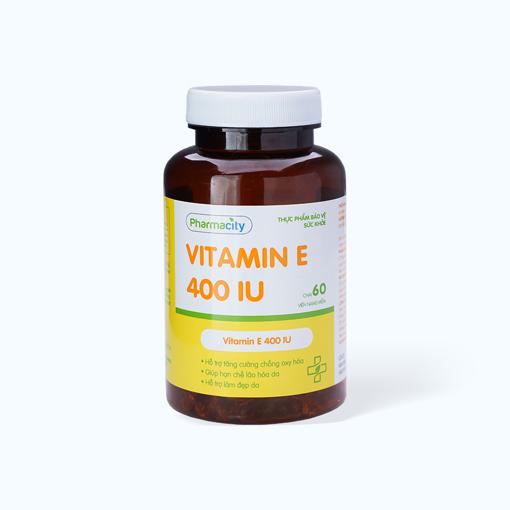 Pharmacity
THỰC PHẨM BẢO VỆ
SỨC KHỎE
VITAMIN E
400 IU
CHAI 60
VIÊN NANG MỀM
Vitamin E 400 IU
• Hỗ trợ tăng cường chống oxy hóa
• Giúp hạn chế lão hóa da
• Hỗ trợ làm đẹp da